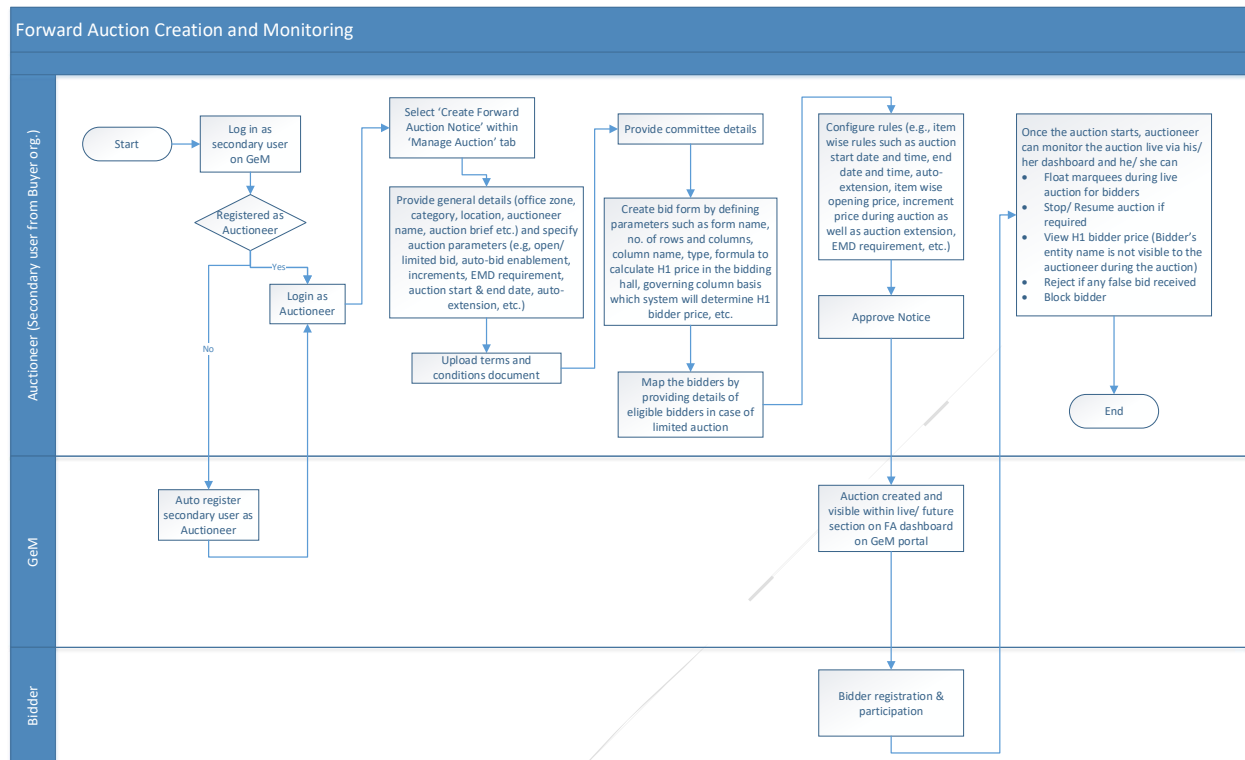 Forward Auction Creation and Monitoring
Auctioneer (Secondary user from Buyer org.)
Start
Log in as
secondary user
on GeM
Registered as
Auctioneer
Yes
No
Login as
Auctioneer
Select ‘Create Forward
Auction Notice’ within
‘Manage Auction’ tab
Provide general details (office zone,
category, location, auctioneer
name, auction brief etc.) and specify
auction parameters (e.g, open/
limited bid, auto-bid enablement,
increments, EMD requirement,
auction start & end date, auto-
extension, etc.)
Upload terms and
conditions document
Provide committee details
Create bid form by defining
parameters such as form name,
no. of rows and columns,
column name, type, formula to
calculate H1 price in the bidding
hall, governing column basis
which system will determine H1
bidder price, etc.
Map the bidders by
providing details of
eligible bidders in case of
limited auction
Configure rules (e.g., item
wise rules such as auction
start date and time, end
date and time, auto-
extension, item wise
opening price, increment
price during auction as
well as auction extension,
EMD requirement, etc.)
Approve Notice
Once the auction starts, auctioneer
can monitor the auction live via his/
her dashboard and he/ she can
• Float marquees during live
auction for bidders
• Stop/ Resume auction if
required
• View H1 bidder price (Bidder’s
entity name is not visible to the
auctioneer during the auction)
• Reject if any false bid received
• Block bidder
End
GeM
Auto register
secondary user as
Auctioneer
Auction created and
visible within live/ future
section on FA dashboard
on GeM portal
Bidder
Bidder registration &
participation